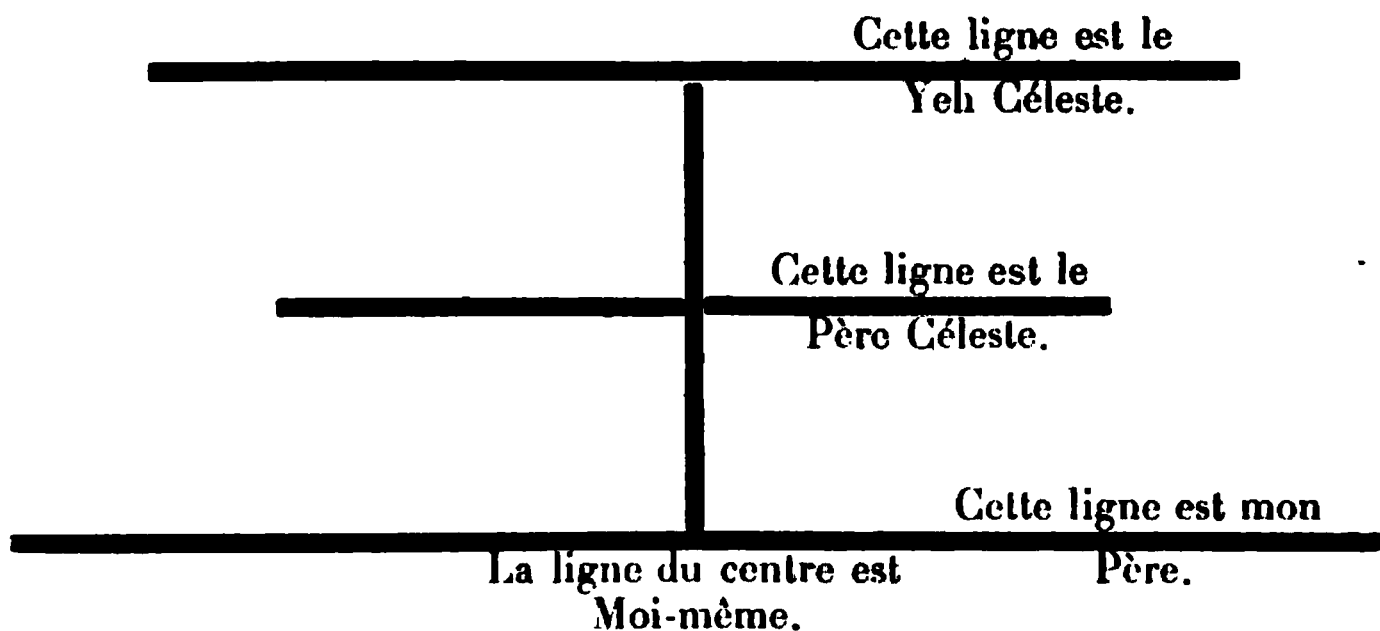 Cette ligne est le
Yeh Céleste.
Cette ligne est le
Père Céleste.
Cette ligne est mon
Père.
La ligne du centre est
Moi-même.